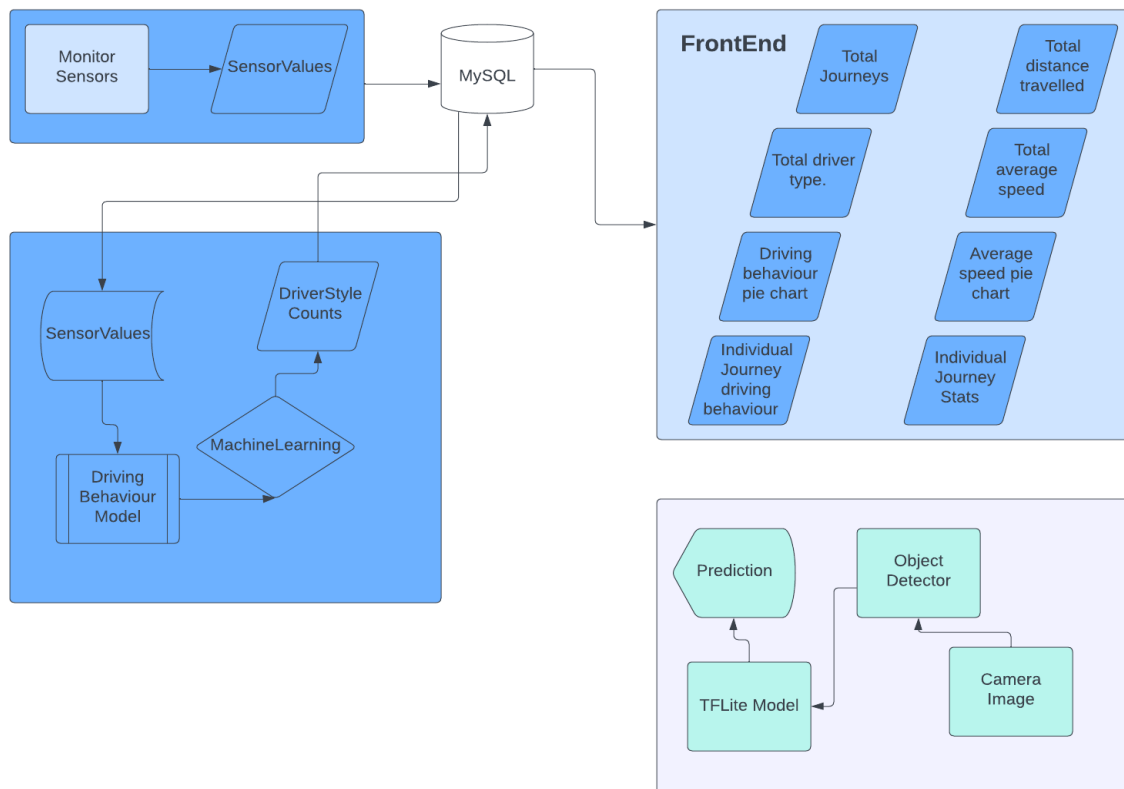 Monitor
Sensors
SensorValues
MySQL
FrontEnd
Total
Journeys
Total
distance
travelled
Total driver
type.
Total
average
speed
Driving
behaviour
pie chart
Average
speed pie
chart
Individual
Journey
driving
behaviour
Individual
Journey
Stats
SensorValues
DriverStyle
Counts
MachineLearning
Driving
Behaviour
Model
Prediction
Object
Detector
TFLite Model
Camera
Image